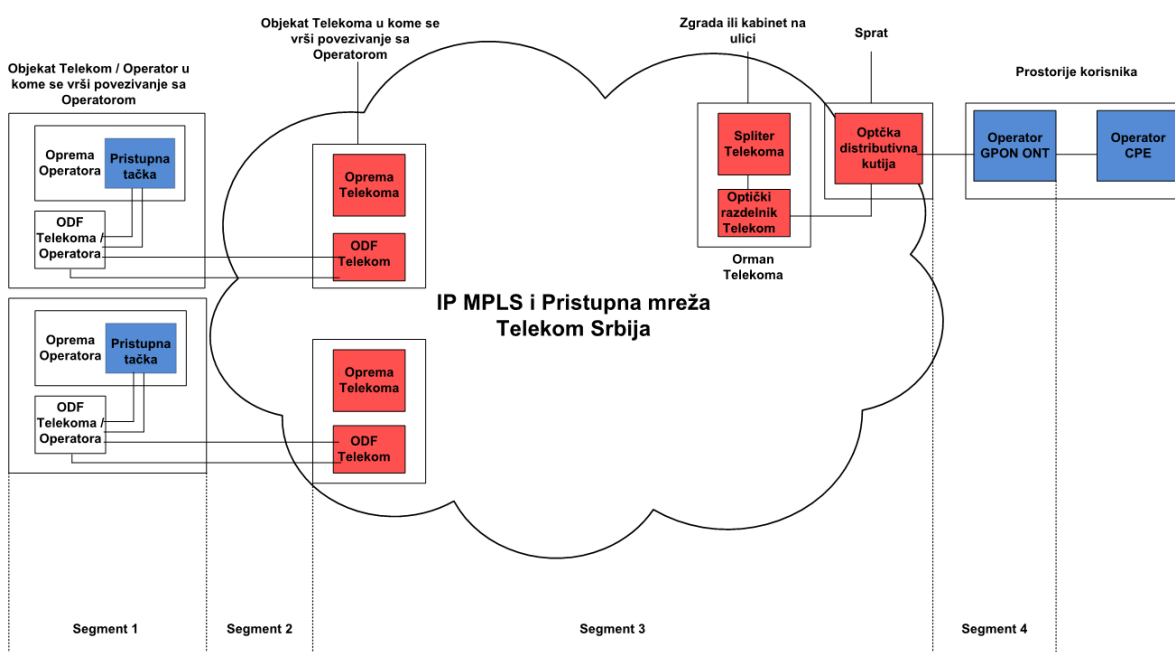 Objekat Telekoma u kome se
vrši povezivanje sa
Operatorom
Zgrada ili kabinet na
ulici
Sprat
Objekat Telekom / Operator u
kome se vrši povezivanje sa
Operatorom
Prostorije korisnika
Oprema
Operatora
Pristupna
tačka
ODF
Telekoma /
Operatora
Oprema
Telekoma
ODF
Telekom
Spliter
Telekoma
Optički
razdelnik
Telekom
Orman
Telekoma
Optčka
distributivna
kutija
Operator
GPON ONT
Operator
CPE
IP MPLS i Pristupna mreža
Telekom Srbija
Oprema
Operatora
Pristupna
tačka
ODF
Telekoma /
Operatora
Oprema
Telekoma
ODF
Telekom
Segment 1
Segment 2
Segment 3
Segment 4